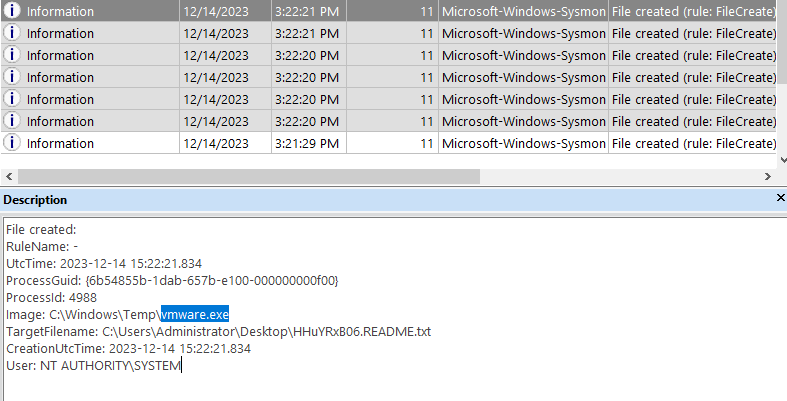 Information 12/14/2023 3:22:21 PM 11 Microsoft-Windows-Sysmon File created (rule: FileCreate)
Information 12/14/2023 3:22:21 PM 11 Microsoft-Windows-Sysmon File created (rule: FileCreate)
Information 12/14/2023 3:22:20 PM 11 Microsoft-Windows-Sysmon File created (rule: FileCreate)
Information 12/14/2023 3:22:20 PM 11 Microsoft-Windows-Sysmon File created (rule: FileCreate)
Information 12/14/2023 3:22:20 PM 11 Microsoft-Windows-Sysmon File created (rule: FileCreate)
Information 12/14/2023 3:22:20 PM 11 Microsoft-Windows-Sysmon File created (rule: FileCreate)
Information 12/14/2023 3:21:29 PM 11 Microsoft-Windows-Sysmon File created (rule: FileCreate)
Description
File created:
RuleName: -
UtcTime: 2023-12-14 15:22:21.834
ProcessGuid: {6b54855b-1dab-657b-e100-000000000f00}
ProcessId: 4988
Image: C:\Windows\Temp\vmware.exe
TargetFilename: C:\Users\Administrator\Desktop\HHuYRxB06.README.txt
CreationUtcTime: 2023-12-14 15:22:21.834
User: NT AUTHORITY\SYSTEM